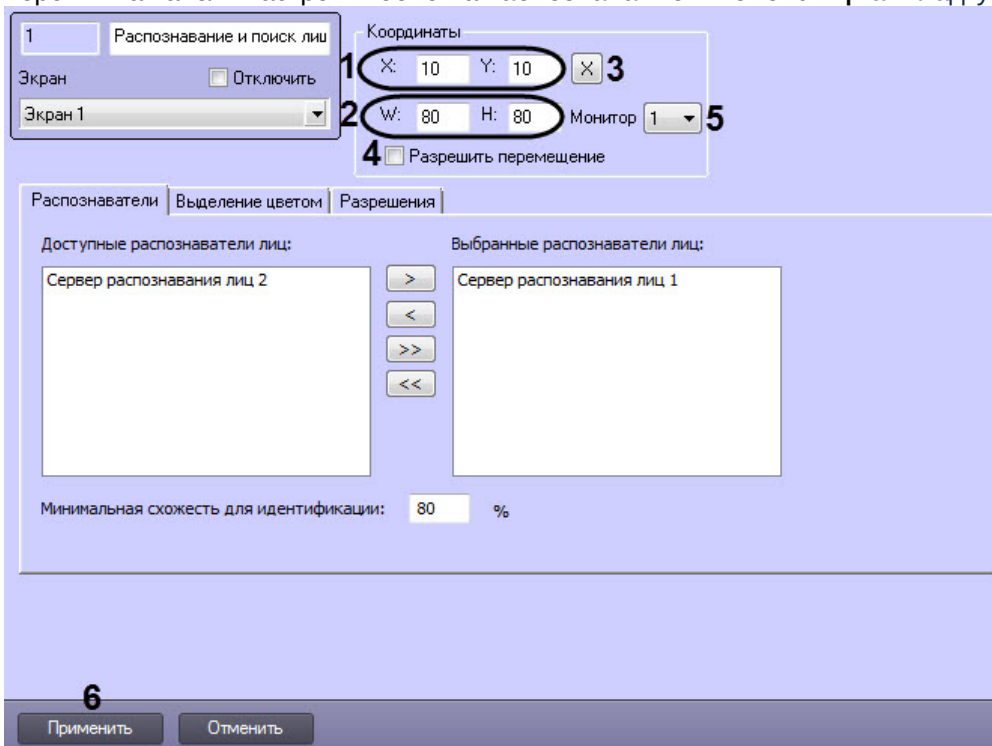 1 Распознавание и поиск лиц
Экран Отключить
Экран 1
Координаты
1 X: 10 Y: 10 X 3
2 W: 80 H: 80 Монитор 1 5
4 Разрешить перемещение
Распознаватели Выделение цветом Разрешения
Доступные распознаватели лиц: Выбранные распознаватели лиц:
Сервер распознавания лиц 2 > Сервер распознавания лиц 1
<
>>
<<
Минимальная схожесть для идентификации: 80 %
6
Применить Отменить